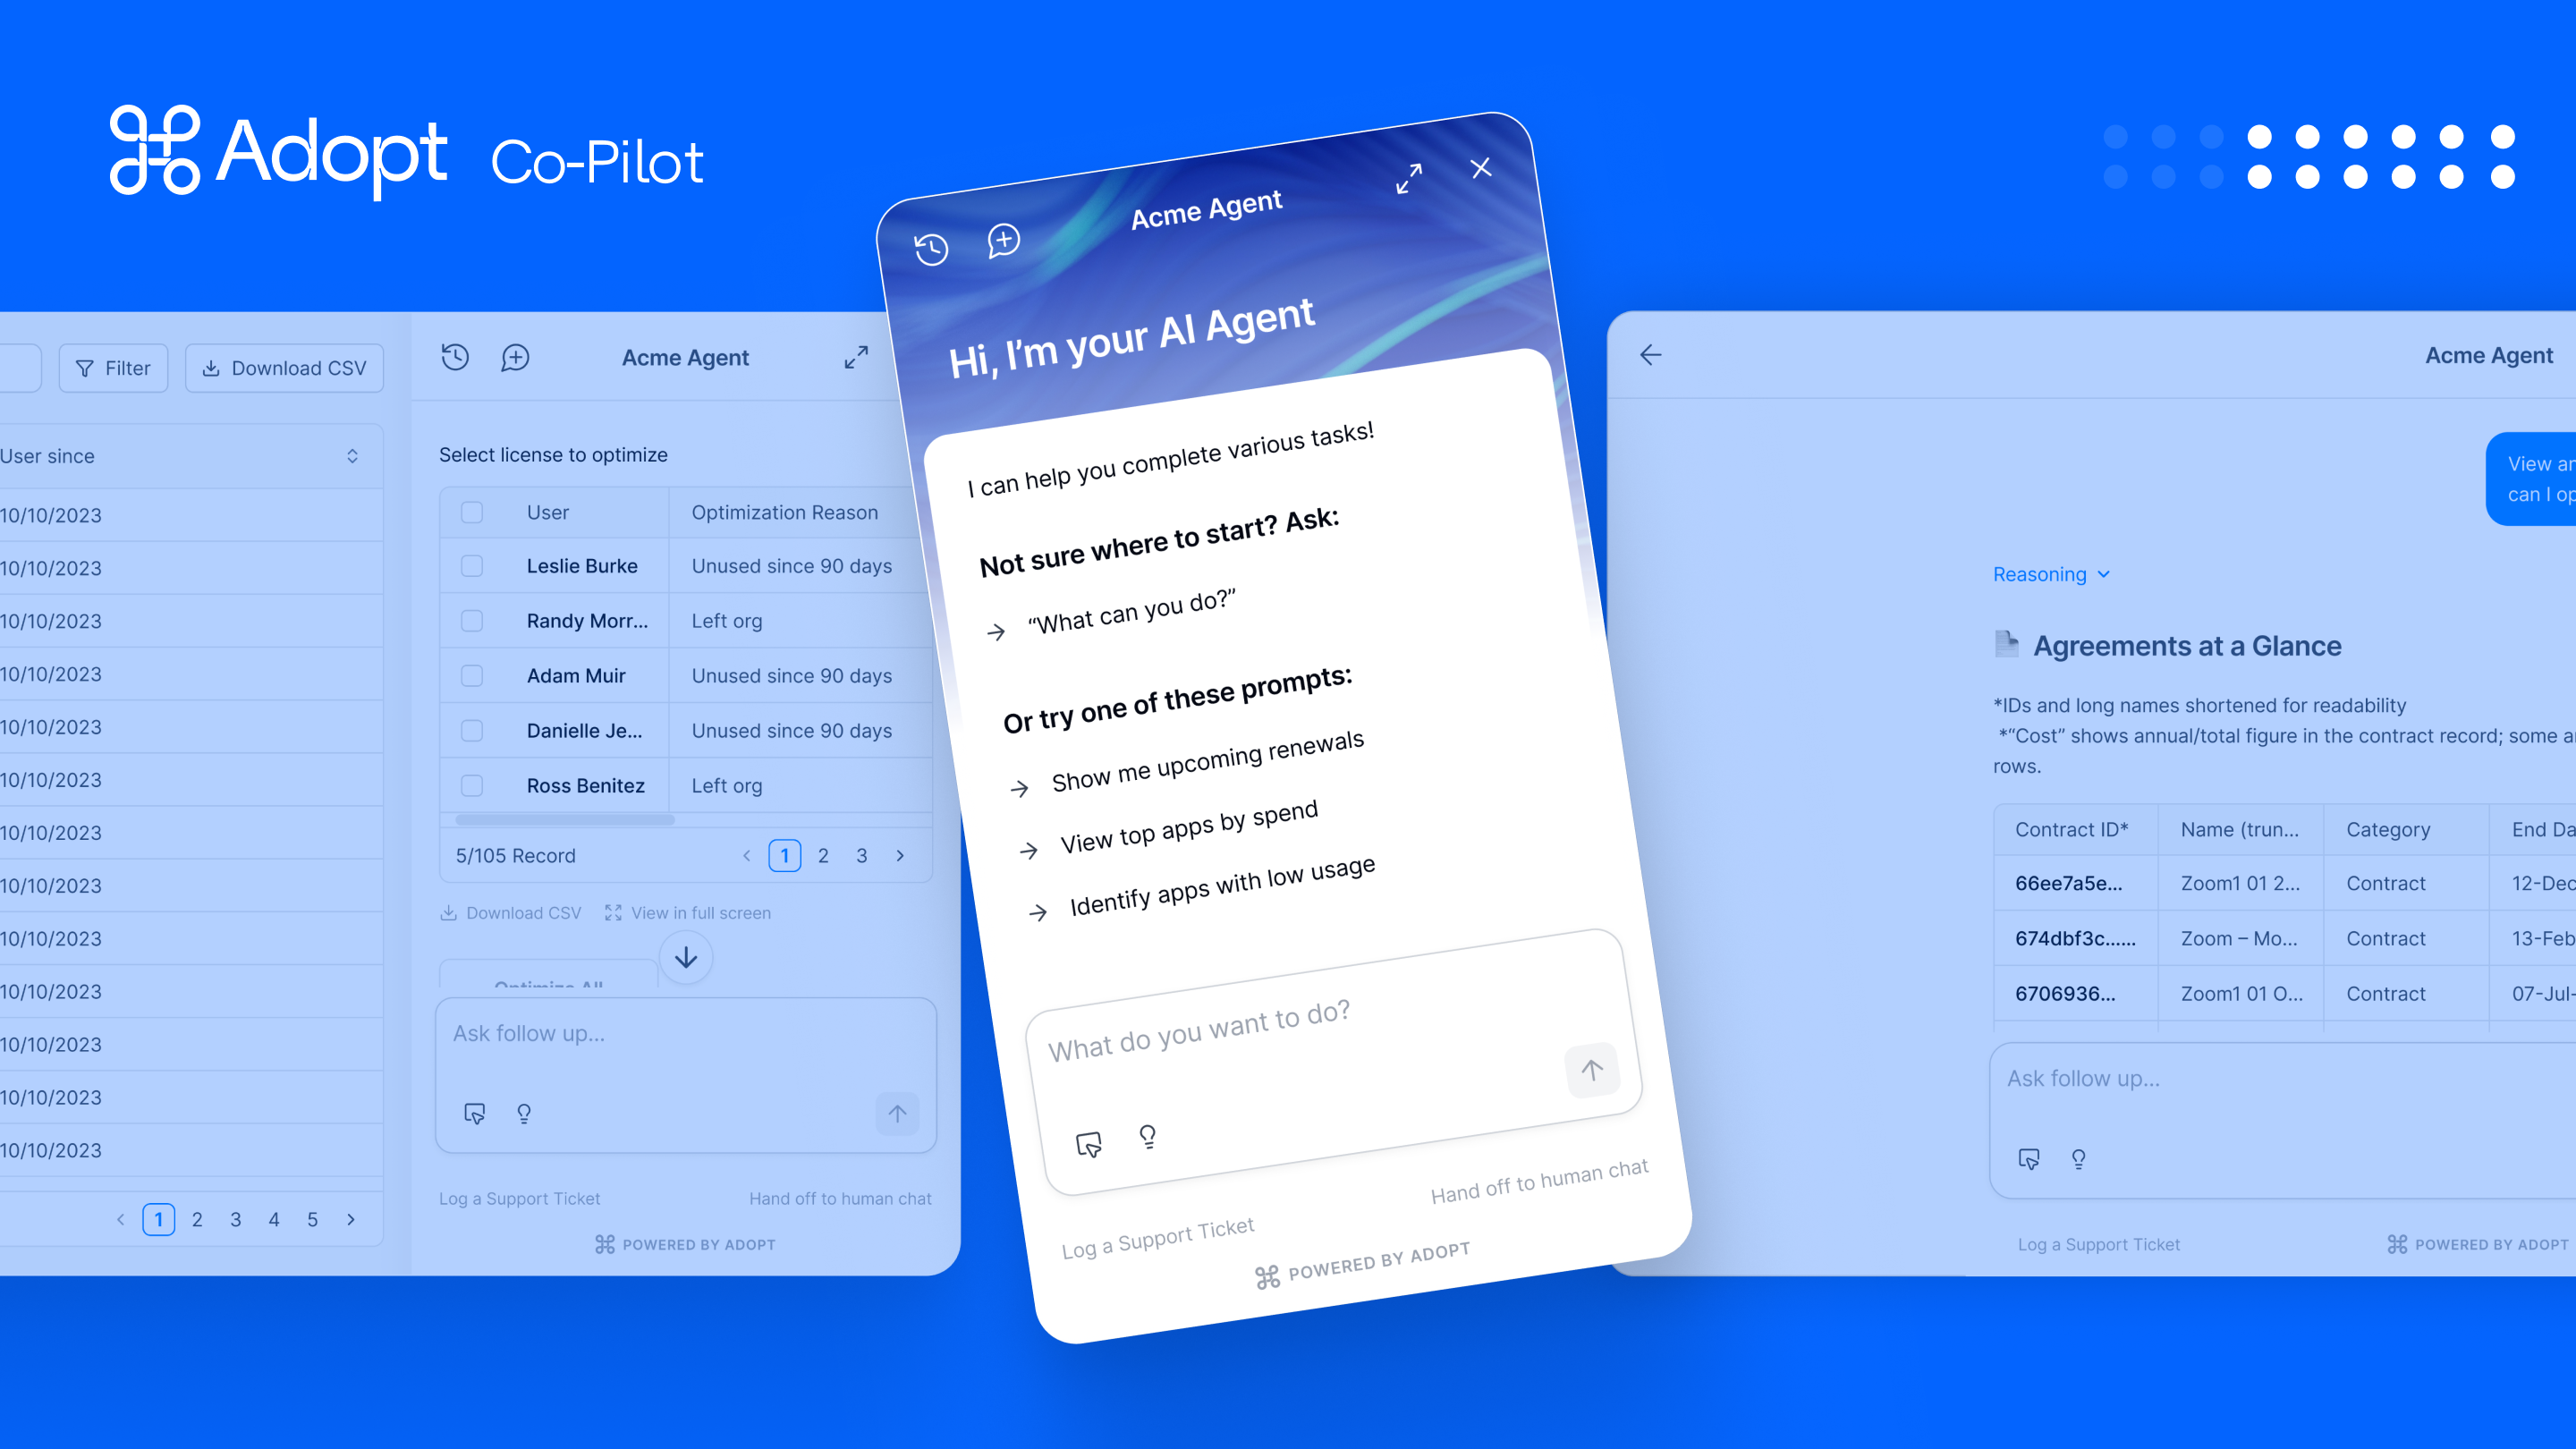 Adopt Co-Pilot
Filter
Download CSV
User since
10/10/2023
10/10/2023
10/10/2023
10/10/2023
10/10/2023
10/10/2023
10/10/2023
10/10/2023
10/10/2023
10/10/2023
10/10/2023
10/10/2023
10/10/2023
1 2 3 4 5
Acme Agent
Select license to optimize
User Optimization Reason
Leslie Burke Unused since 90 days
Randy Morr... Left org
Adam Muir Unused since 90 days
Danielle Je... Unused since 90 days
Ross Benitez Left org
5/105 Record 1 2 3
Download CSV View in full screen
Optimize All
Ask follow up...
Log a Support Ticket Hand off to human chat
POWERED BY ADOPT
Acme Agent
Hi, I’m your AI Agent
I can help you complete various tasks!
Not sure where to start? Ask:
“What can you do?”
Or try one of these prompts:
Show me upcoming renewals
View top apps by spend
Identify apps with low usage
What do you want to do?
Log a Support Ticket Hand off to human chat
POWERED BY ADOPT
Acme Agent
View
can I
Reasoning
Agreements at a Glance
*IDs and long names shortened for readability
*“Cost” shows annual/total figure in the contract record; some
rows.
Contract ID* Name (trun... Category End
66ee7a5e... Zoom1 01 2... Contract 12-Dec
674dbf3c...... Zoom – Mo... Contract 13-Feb
6706936... Zoom1 01 O... Contract 07-Jul-
Ask follow up...
Log a Support Ticket POWERED BY ADOPT